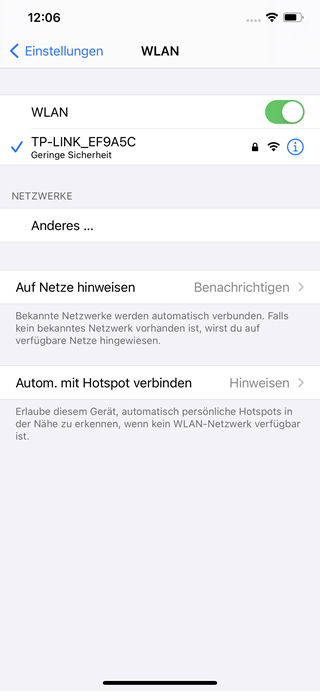 12:06
Einstellungen
WLAN
WLAN
TP-LINK_EF9A5C
Geringe Sicherheit
NETZWERKE
Anderes ...
Auf Netze hinweisen Benachrichtigen
Bekannte Netzwerke werden automatisch verbunden. Falls
kein bekanntes Netzwerk vorhanden ist, wirst du auf
verfügbare Netze hingewiesen.
Autom. mit Hotspot verbinden Hinweisen
Erlaube diesem Gerät, automatisch persönliche Hotspots in
der Nähe zu erkennen, wenn kein WLAN-Netzwerk verfügbar
ist.